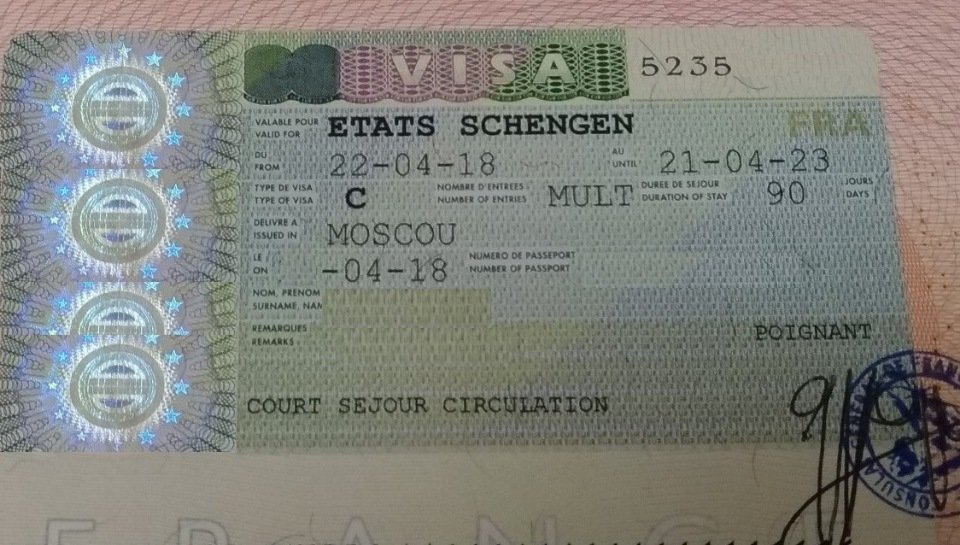 VISA 5235
VALABLE POUR
VALID FOR
ETATS SCHENGEN
FRA
DU
FROM
22-04-18
AU
UNTIL
21-04-23
TYPE DE VISA
TYPE OF VISA
C
NOMBRE D'ENTREES
NUMBER OF ENTRIES
MULT
DUREE DE SEJOUR
DURATION OF STAY
90
JOURS
DAYS
DELIVRE A
ISSUED IN
MOSCOU
LE
ON
-04-18
NUMERO DE PASSEPORT
NUMBER OF PASSPORT
NOM, PRENOM
SURNAME, NAM
REMARQUES
REMARKS
POIGNANT
COURT SEJOUR CIRCULATION